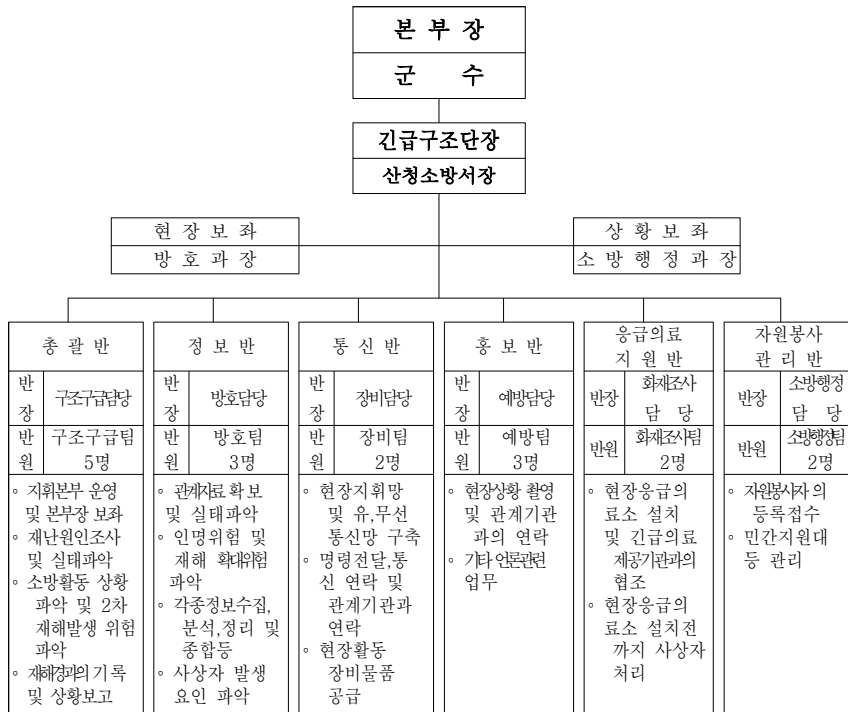 본 부 장
군 수
긴급구조단장
산청소방서장
현 장 보 좌
방 호 과 장
상 황 보 좌
소 방 행 정 과 장
총 괄 반
반장
구조구급담당
반원
구조구급팀
5명
◦ 지휘본부 운영
및 본부장 보좌
◦ 재난원인조사
및 실태파악
◦ 소방활동 상황
파악 및 2차
재해발생 위험
파악
◦ 재해경과의 기록
및 상황보고
정 보 반
반장
방호담당
반원
방호팀
3명
◦ 관계자료 확보
및 실태파악
◦ 인명위험 및
재해 확대위험
파악
◦ 각종정보수집,
분석,정리 및
종합등
◦ 사상자 발생
요인 파악
통 신 반
반장
장비담당
반원
장비팀
2명
◦ 현장지휘망
및 유,무선
통신망 구축
◦ 명령전달,통
신 연락 및
관계기관과
연락
◦ 현장활동
장비물품
공급
홍 보 반
반장
예방담당
반원
예방팀
3명
◦ 현장상황 촬영
및 관계기관
과의 연락
◦ 기타 언론관련
업무
응급의료
지 원 반
반장
화재조사
담 당
반원
화재조사팀
2명
◦ 현장응급의
료소 설치
및 긴급의료
제공기관과의
협조
◦ 현장응급의
료소 설치전
까지 사상자
처리
자원봉사
관 리 반
반장
소방행정
담 당
반원
소방행정팀
2명
◦ 자원봉사자의
등록접수
◦ 민간지원대
등 관리